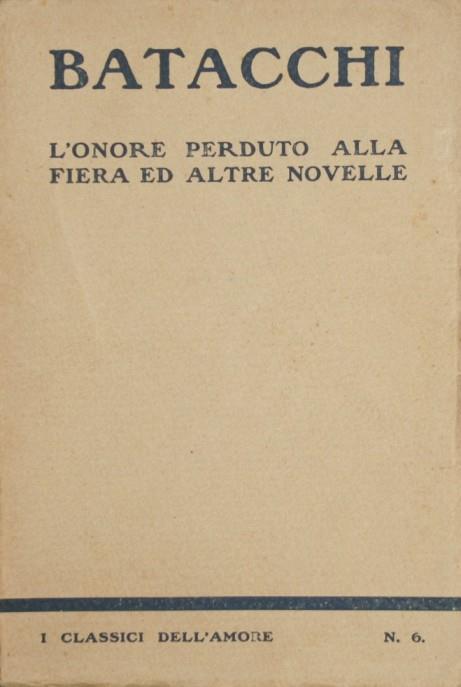 BATACCHI
L'ONORE PERDUTO ALLA
FIERA ED ALTRE NOVELLE
I CLASSICI DELL'AMORE N. 6.